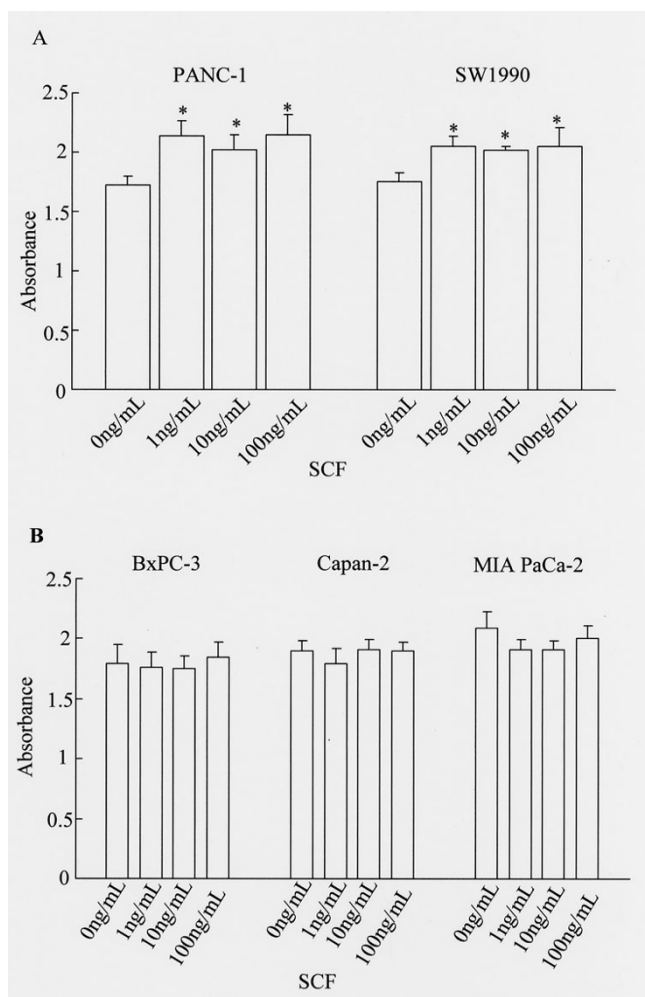 A
PANC-1 SW1990
2.5
* * * * * *
2
1.5
1
0.5
0
Absorbance
0ng/mL 1ng/mL 10ng/mL 100ng/mL 0ng/mL 1ng/mL 10ng/mL 100ng/mL
SCF
B
BxPC-3 Capan-2 MIA PaCa-2
2.5
2
1.5
1
0.5
0
Absorbance
0ng/mL 1ng/mL 10ng/mL 100ng/mL 0ng/mL 1ng/mL 10ng/mL 100ng/mL 0ng/mL 1ng/mL 10ng/mL 100ng/mL
SCF